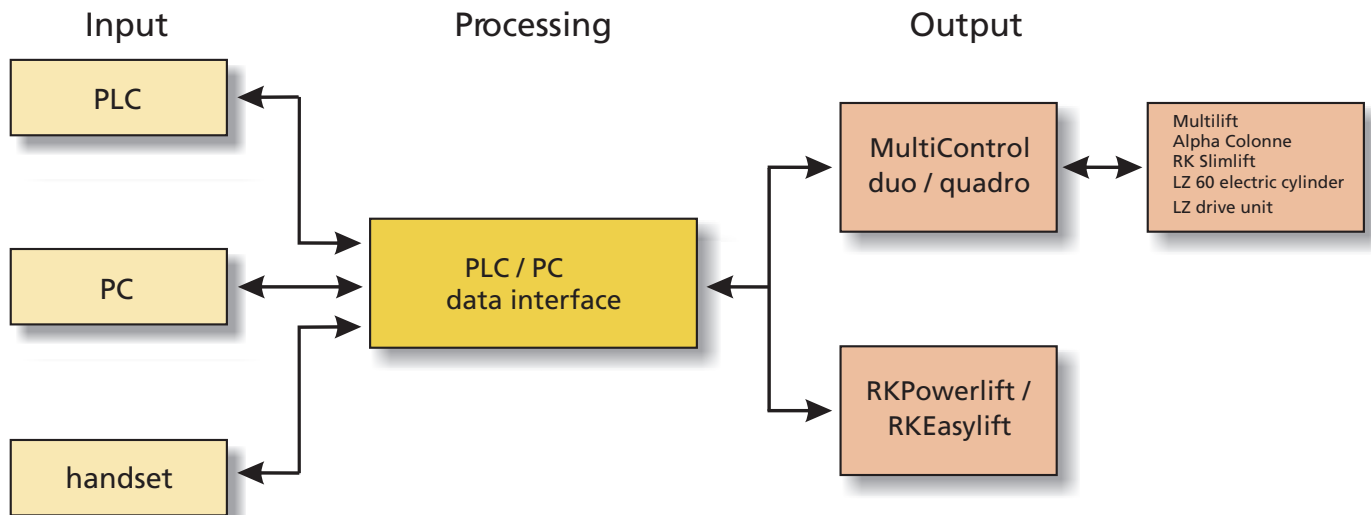 Input
Processing
Output
PLC
PC
handset
PLC / PC
data interface
MultiControl
duo / quadro
RKPowerlift /
RKEasylift
Multilift
Alpha Colonne
RK Slimlift
LZ 60 electric cylinder
LZ drive unit